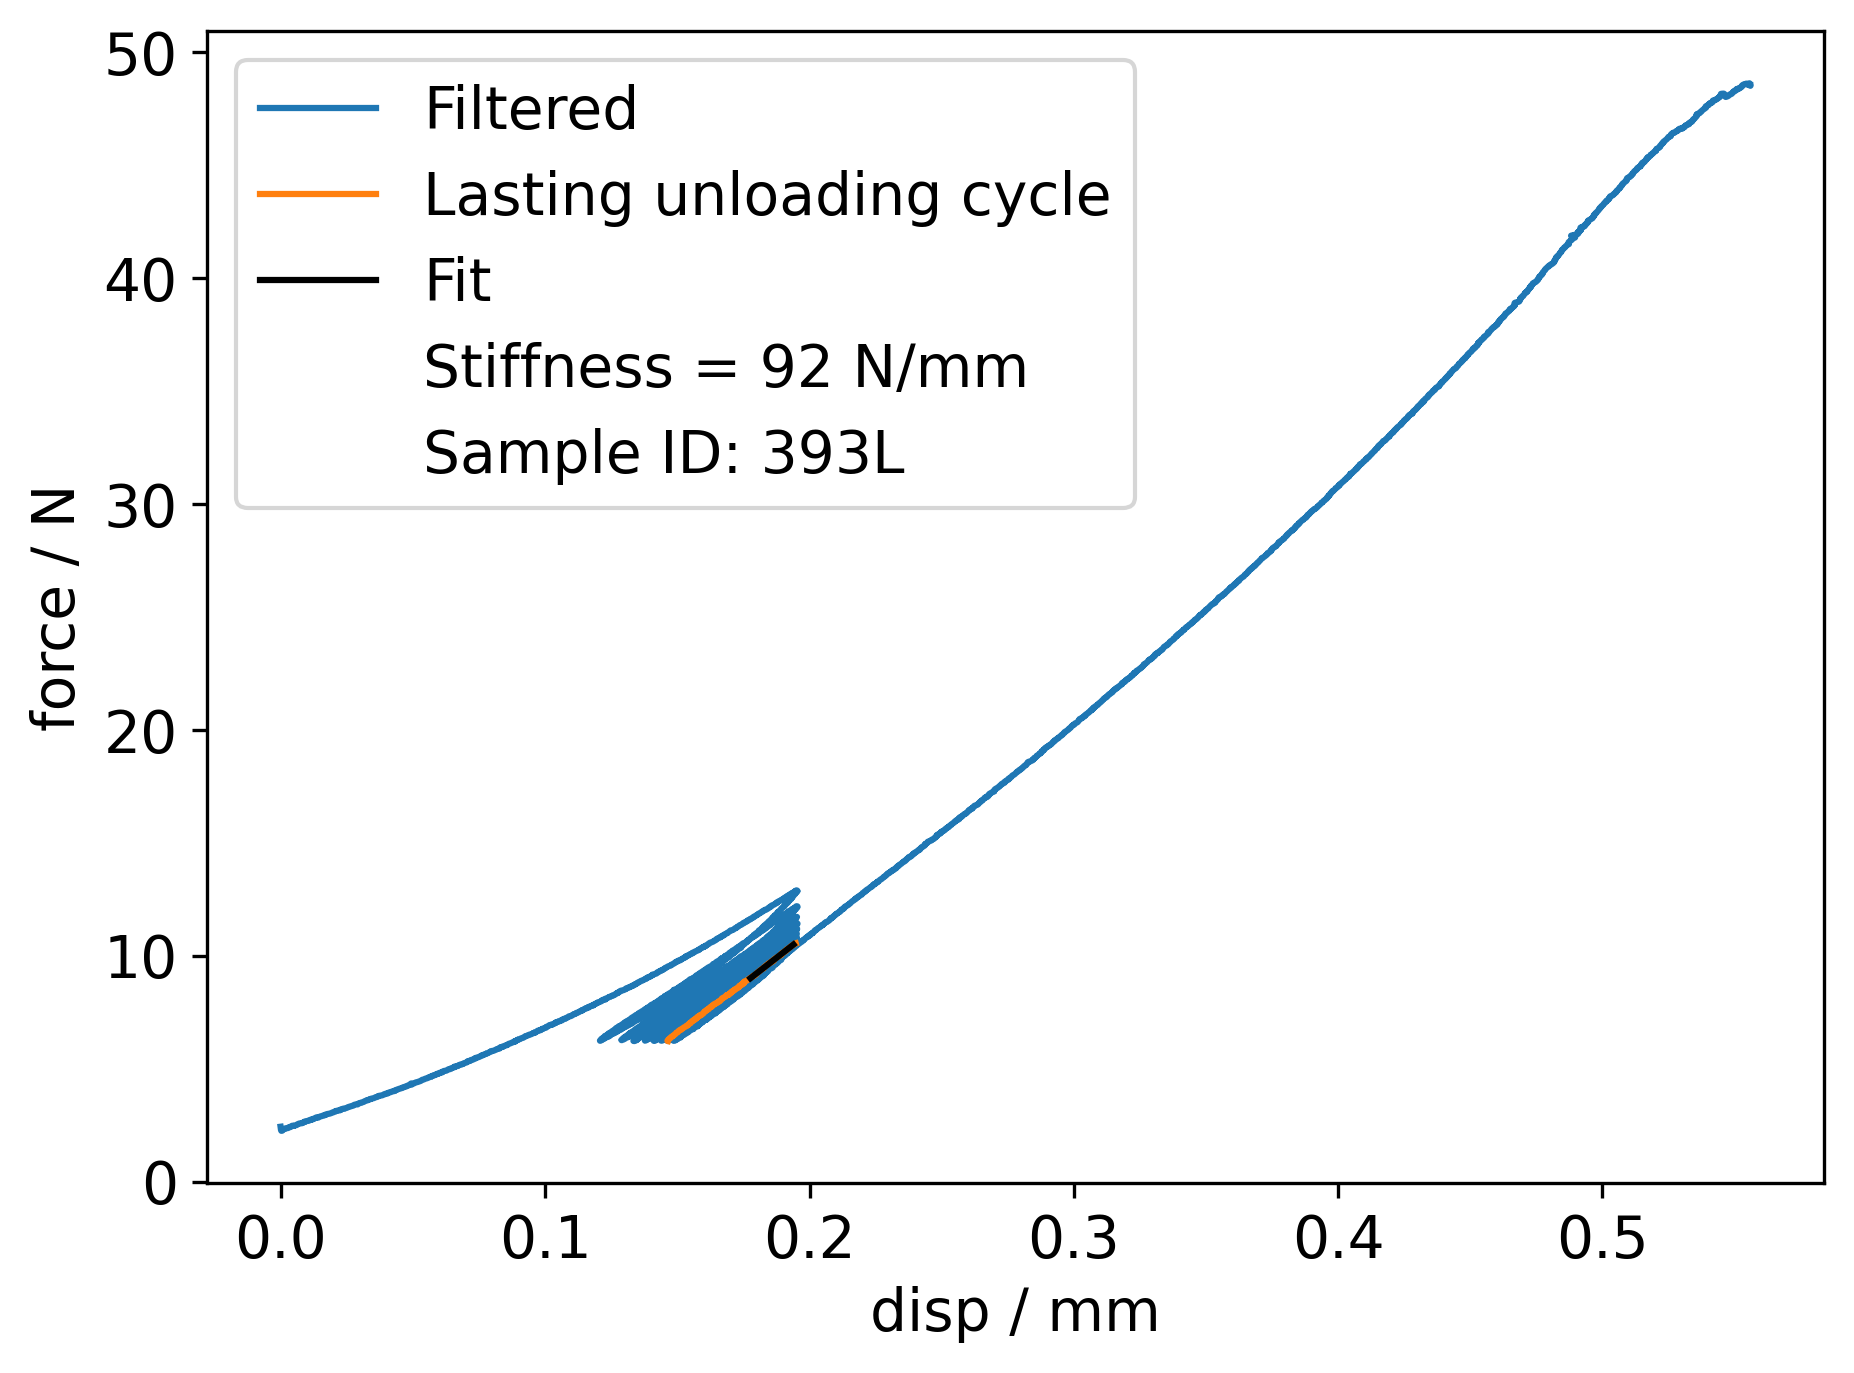 50
40
30
20
10
0
force / N
Filtered
Lasting unloading cycle
Fit
Stiffness = 92 N/mm
Sample ID: 393L
0.0 0.1 0.2 0.3 0.4 0.5
disp / mm